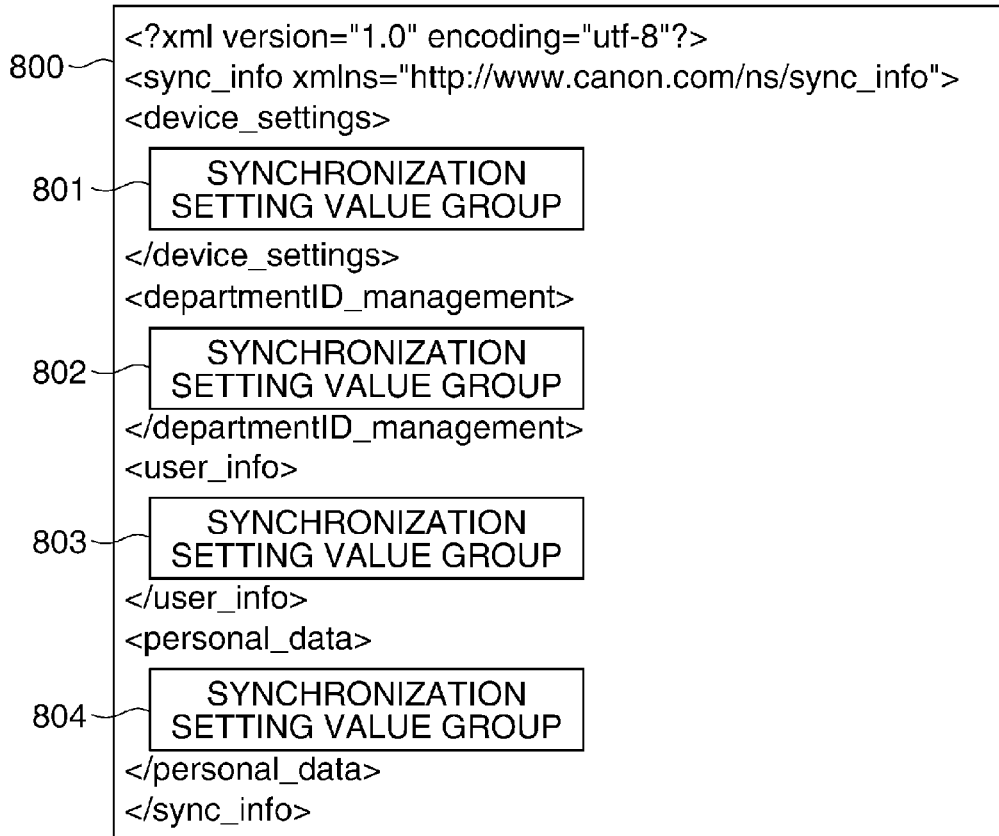 <?xml version="1.0" encoding="utf-8"?>
800
<sync_info xmlns="http://www.canon.com/ns/sync_info">
<device_settings>
801
SYNCHRONIZATION
SETTING VALUE GROUP
</device_settings>
<departmentID_management>
802
SYNCHRONIZATION
SETTING VALUE GROUP
</departmentID_management>
<user_info>
803
SYNCHRONIZATION
SETTING VALUE GROUP
</user_info>
<personal_data>
804
SYNCHRONIZATION
SETTING VALUE GROUP
</personal_data>
</sync_info>